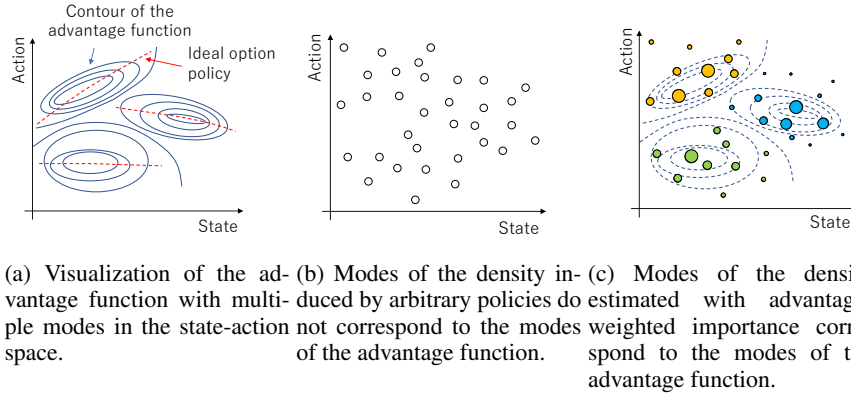 Contour of the
advantage function
Ideal option
policy
Action
State
Action
State
Action
State
(a) Visualization of the ad-
vantage function with multi-
ple modes in the state-action
space.
(b) Modes of the density in-
duced by arbitrary policies do
not correspond to the modes
of the advantage function.
(c) Modes of the densi
estimated with advantag
weighted importance corr
spond to the modes of t
advantage function.